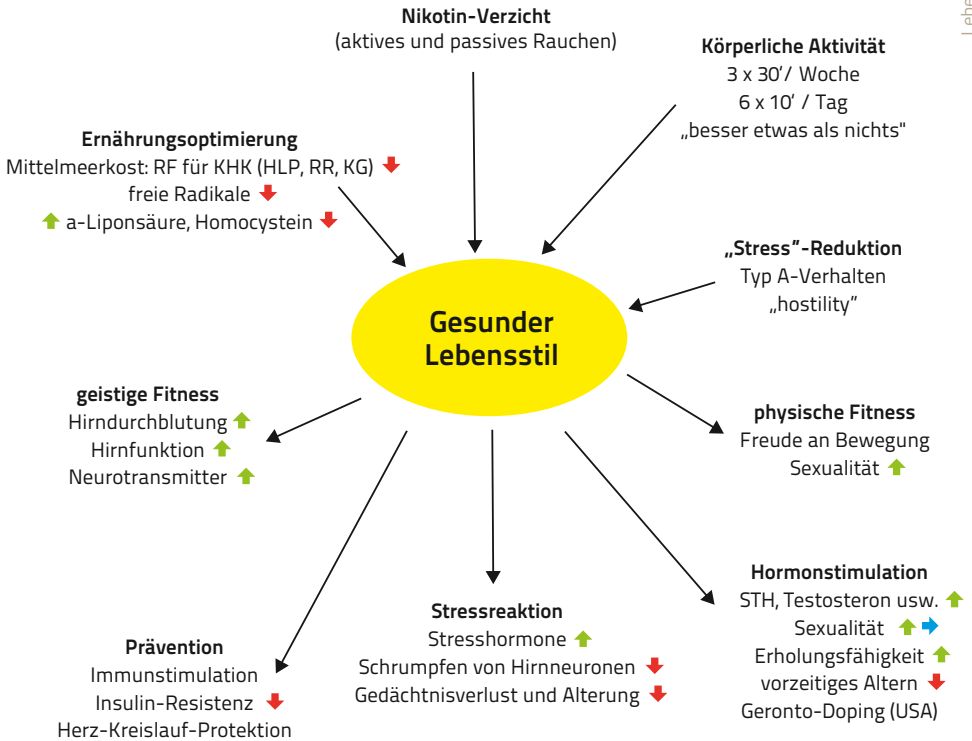 Nikotin-Verzicht
(aktives und passives Rauchen)
Körperliche Aktivität
3 x 30‘/ Woche
6 x 10‘ / Tag
„besser etwas als nichts“
Ernährungsoptimierung
Mittelmeerkost: RF für KHK (HLP, RR, KG)
freie Radikale
a-Liponsäure, Homocystein
„Stress”-Reduktion
Typ A-Verhalten
„hostility”
Gesunder
Lebensstil
geistige Fitness
Hirndurchblutung
Hirnfunktion
Neurotransmitter
physische Fitness
Freude an Bewegung
Sexualität
Prävention
Immunstimulation
Insulin-Resistenz
Herz-Kreislauf-Protektion
Stressreaktion
Stresshormone
Schrumpfen von Hirnneuronen
Gedächtnisverlust und Alterung
Hormonstimulation
STH, Testosteron usw.
Sexualität
Erholungsfähigkeit
vorzeitiges Altern
Geronto-Doping (USA)